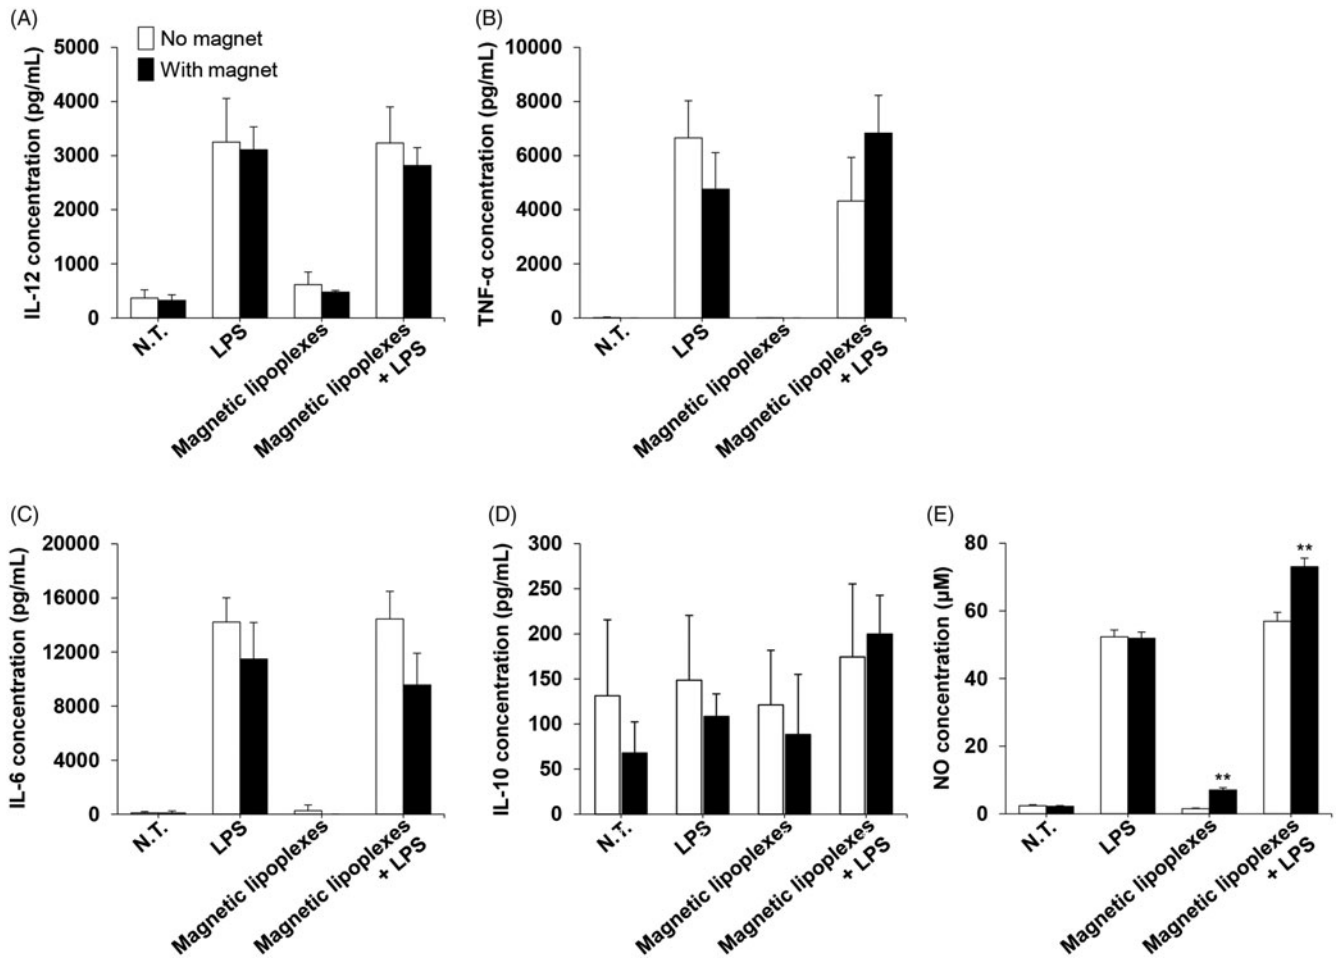 (A)
No magnet
With magnet
IL-12 concentration (pg/mL)
5000
4000
3000
2000
1000
0
N.T.
LPS
Magnetic lipoplexes
Magnetic lipoplexes
+ LPS
(B)
TNF-α concentration (pg/mL)
10000
8000
6000
4000
2000
0
N.T.
LPS
Magnetic lipoplexes
Magnetic lipoplexes
+ LPS
(C)
IL-6 concentration (pg/mL)
20000
16000
12000
8000
4000
0
N.T.
LPS
Magnetic lipoplexes
Magnetic lipoplexes
+ LPS
(D)
IL-10 concentration (pg/mL)
300
250
200
150
100
50
0
N.T.
LPS
Magnetic lipoplexes
Magnetic lipoplexes
+ LPS
(E)
NO concentration (μM)
80
60
40
20
0
**
**
N.T.
LPS
Magnetic lipoplexes
Magnetic lipoplexes
+ LPS